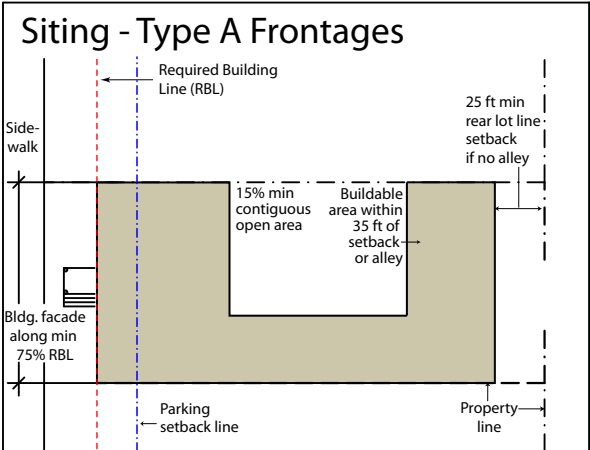 Siting - Type A Frontages
Required Building
Line (RBL)
25 ft min
rear lot line
setback
if no alley
Side-
walk
15% min
contiguous
open area
Buildable
area within
35 ft of
setback
or alley
Bldg. facade
along min
75% RBL
Parking
setback line
Property
line